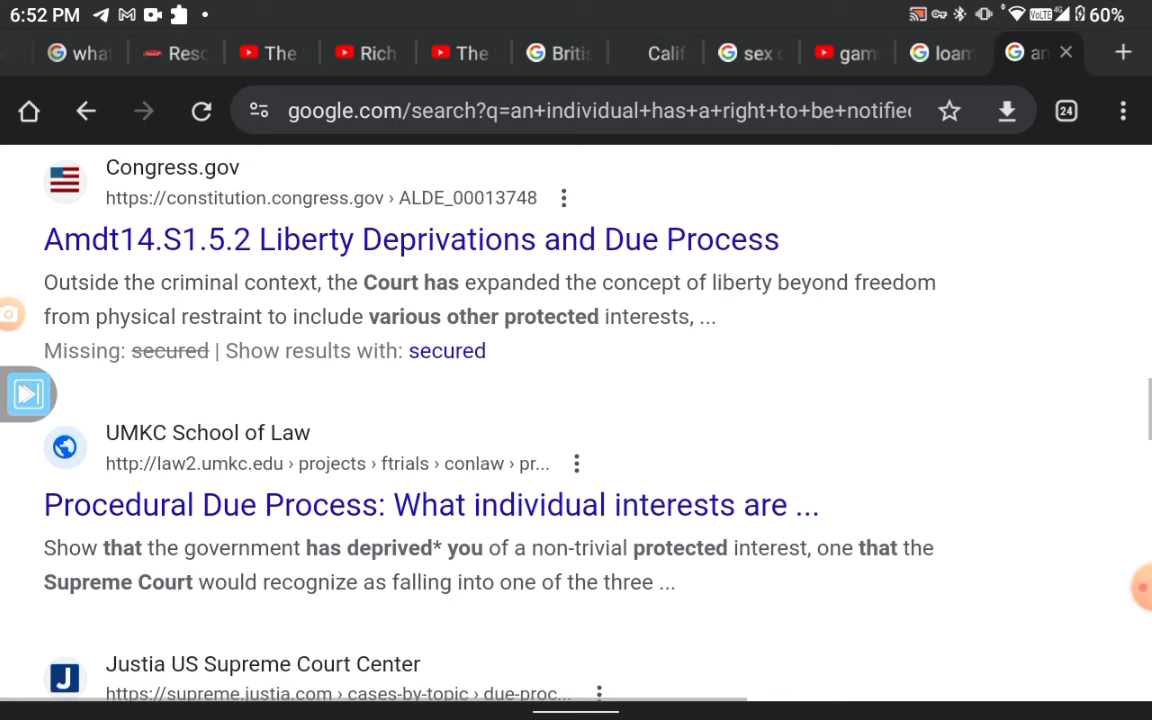 6:52 PM 60%
what Resc The Rich The Britis Calif sex gam loam an
google.com/search?q=an+individual+has+a+right+to+be+notified 24
Congress.gov
https://constitution.congress.gov › ALDE_00013748
Amdt14.S1.5.2 Liberty Deprivations and Due Process
Outside the criminal context, the Court has expanded the concept of liberty beyond freedom
from physical restraint to include various other protected interests, ...
Missing: secured | Show results with: secured
UMKC School of Law
http://law2.umkc.edu › projects › ftrials › conlaw › pr...
Procedural Due Process: What individual interests are ...
Show that the government has deprived* you of a non-trivial protected interest, one that the
Supreme Court would recognize as falling into one of the three ...
Justia US Supreme Court Center
https://supreme.justia.com › cases-by-topic › due-proc...